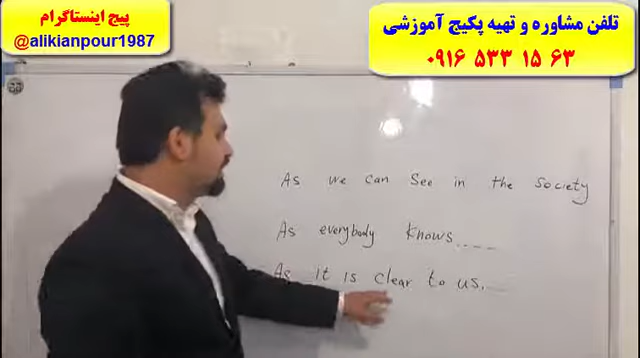 پیج اینستاگرام
@alikianpour1987
تلفن مشاوره و تهیه پکیج آموزشی
۰۹۱۶ ۵۳۳ ۱۵ ۶۳
As we can see in the society
As everybody knows....
As it is clear to us...